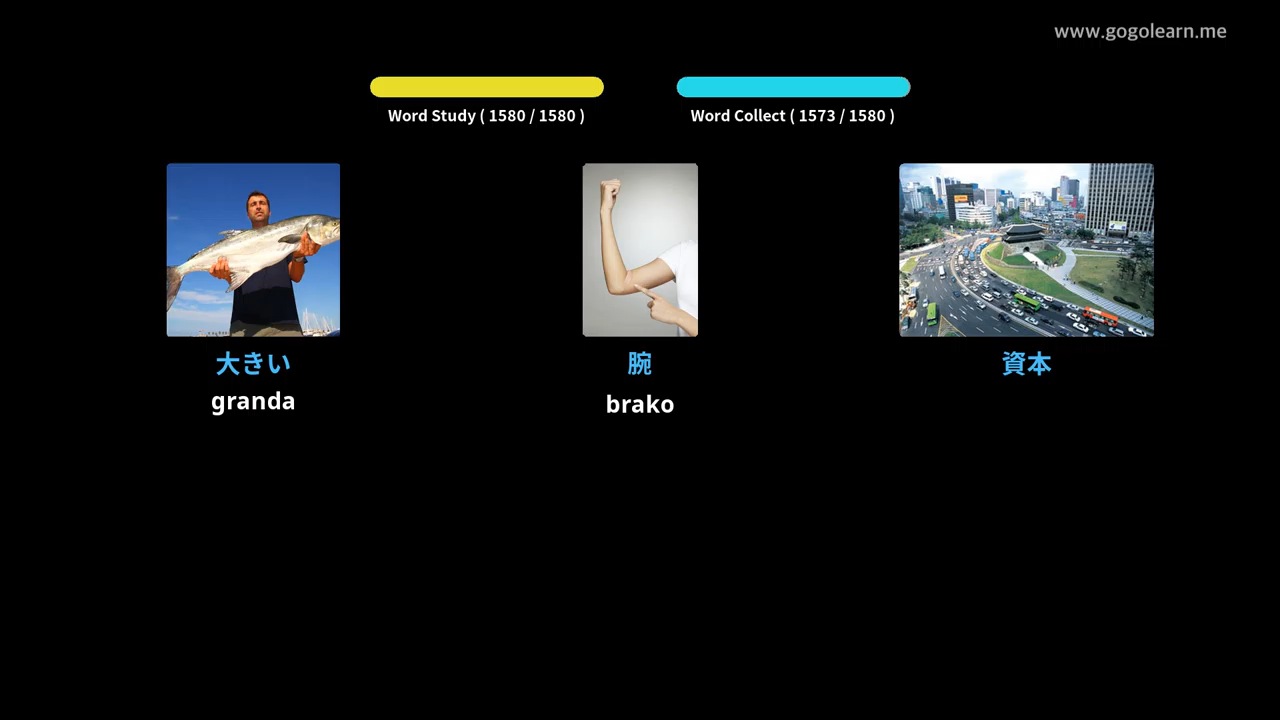 www.gogolearn.me
Word Study ( 1580 / 1580 )
Word Collect ( 1573 / 1580 )
大きい
腕
資本
granda
brako